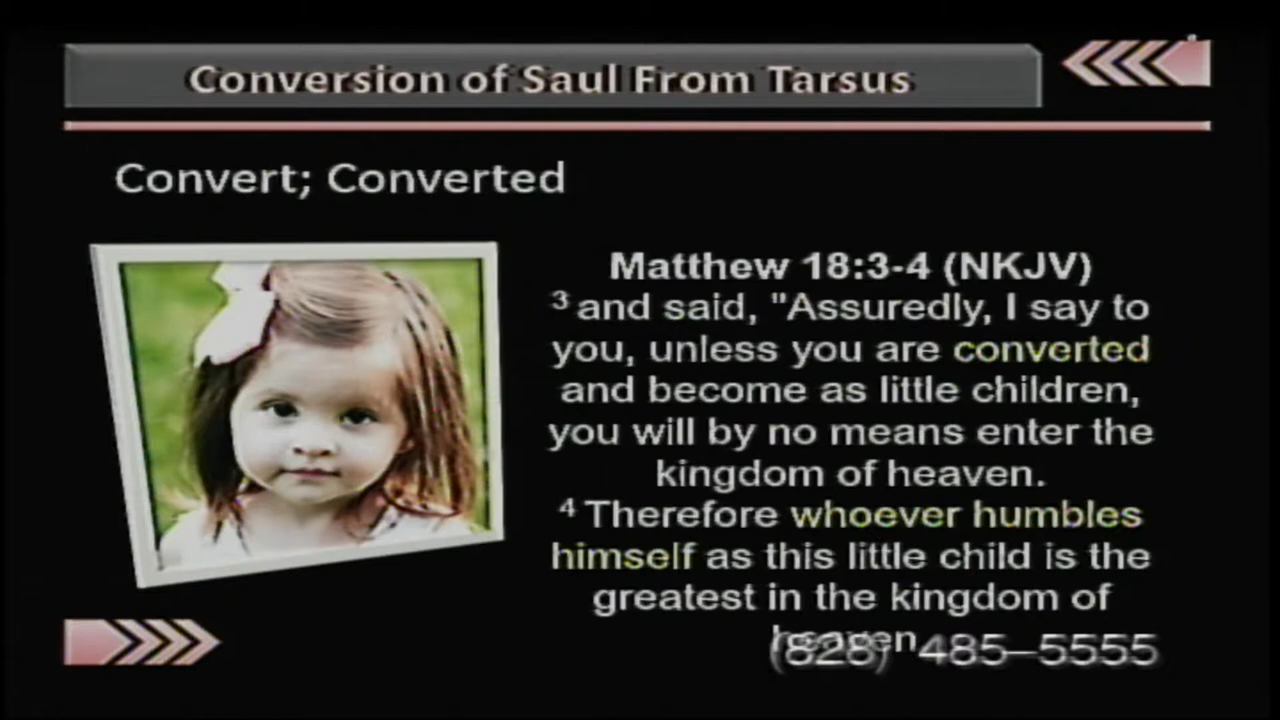 Conversion of Saul From Tarsus
Convert; Converted
Matthew 18:3-4 (NKJV)
3 and said, "Assuredly, I say to
you, unless you are converted
and become as little children,
you will by no means enter the
kingdom of heaven.
4 Therefore whoever humbles
himself as this little child is the
greatest in the kingdom of
heaven
(828) 485-5555